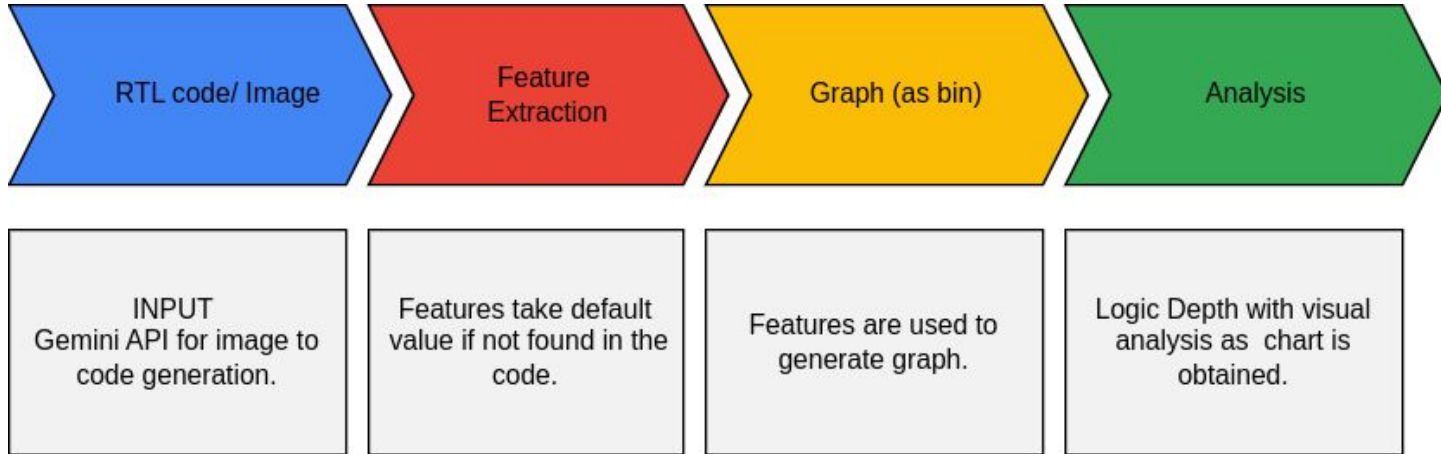 RTL code/ Image
Feature
Extraction
Graph (as bin)
Analysis
INPUT
Gemini API for image to
code generation.
Features take default
value if not found in the
code.
Features are used to
generate graph.
Logic Depth with visual
analysis as  chart is
obtained.